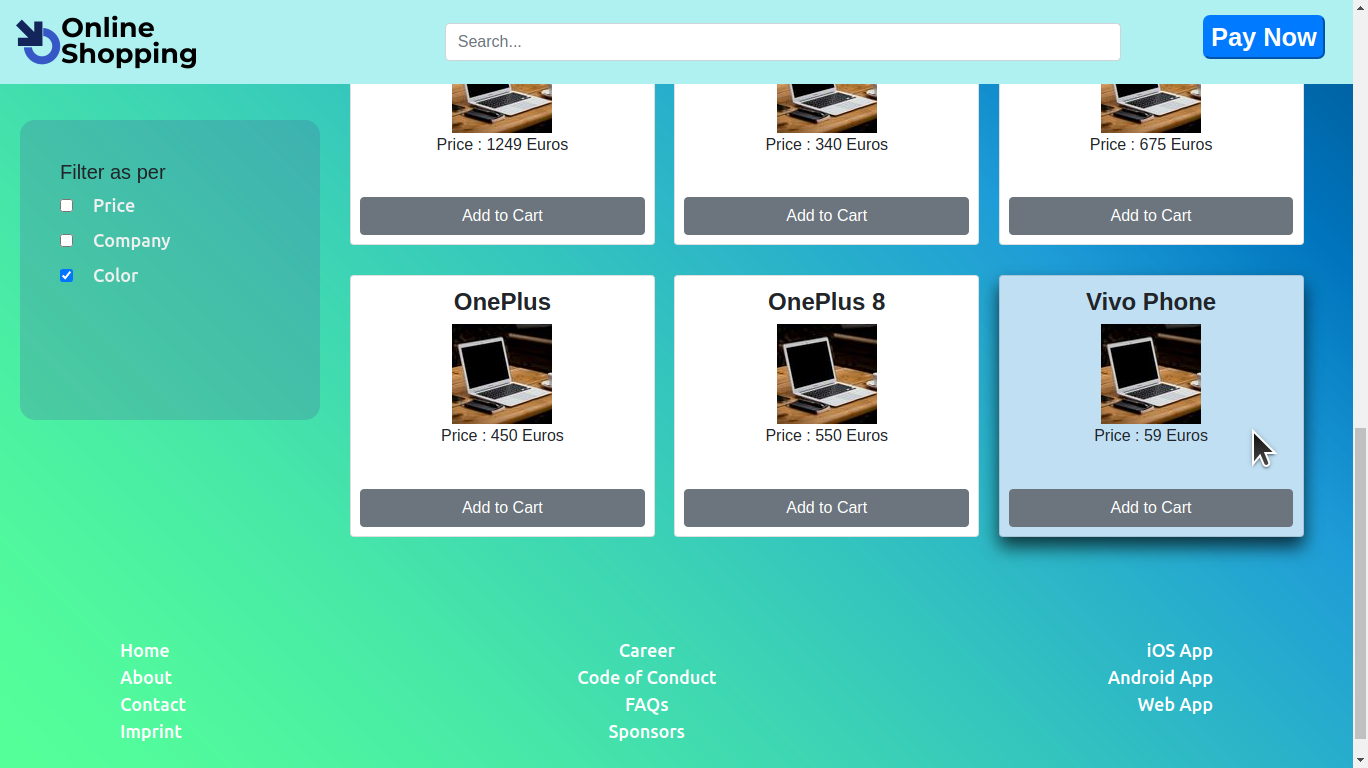 Online
Shopping
Search...
Pay Now
Filter as per
Price
Company
Color
Price : 1249 Euros
Price : 340 Euros
Price : 675 Euros
Add to Cart
Add to Cart
Add to Cart
OnePlus
OnePlus 8
Vivo Phone
Price : 450 Euros
Price : 550 Euros
Price : 59 Euros
Add to Cart
Add to Cart
Add to Cart
Home
About
Contact
Imprint
Career
Code of Conduct
FAQs
Sponsors
iOS App
Android App
Web App